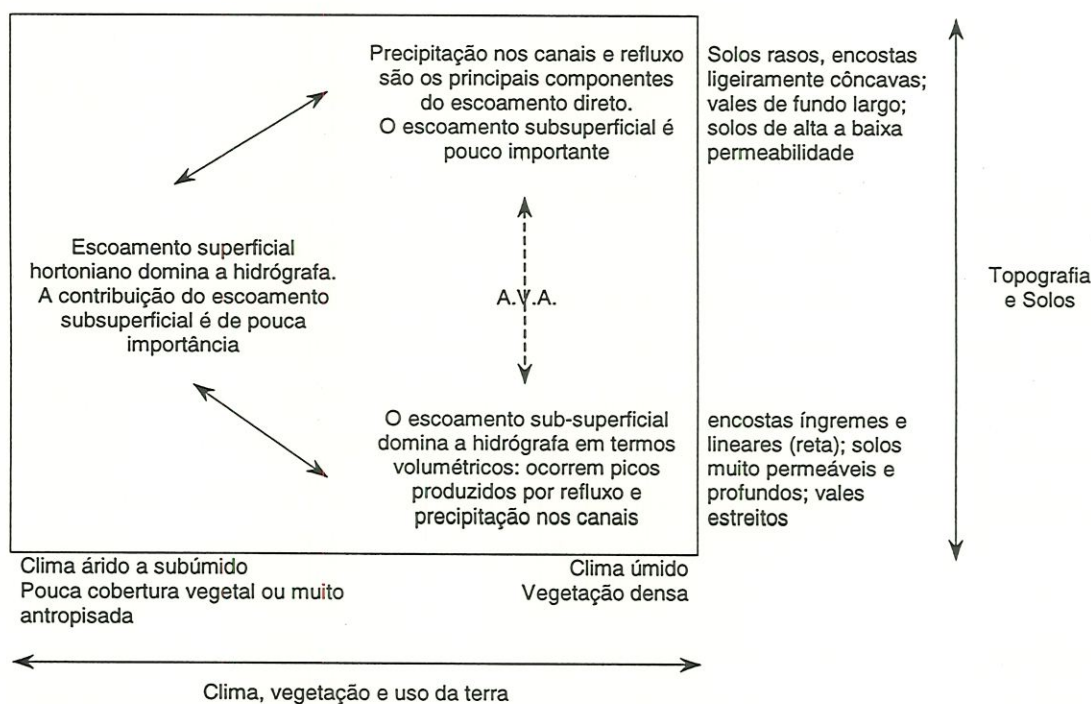 Precipitação nos canais e refluxo
são os principais componentes
do escoamento direto.
O escoamento subsuperficial é
pouco importante
Solos rasos, encostas
ligeiramente côncavas;
vales de fundo largo;
solos de alta a baixa
permeabilidade
Escoamento superficial
hortoniano domina a hidrógrafa.
A contribuição do escoamento
subsuperficial é de pouca
importância
A.V.A.
Topografia
e Solos
O escoamento sub-superficial
domina a hidrógrafa em termos
volumétricos: ocorrem picos
produzidos por refluxo e
precipitação nos canais
encostas íngremes e
lineares (reta); solos
muito permeáveis e
profundos; vales
estreitos
Clima árido a subúmido
Pouca cobertura vegetal ou muito
antropisada
Clima úmido
Vegetação densa
Clima, vegetação e uso da terra